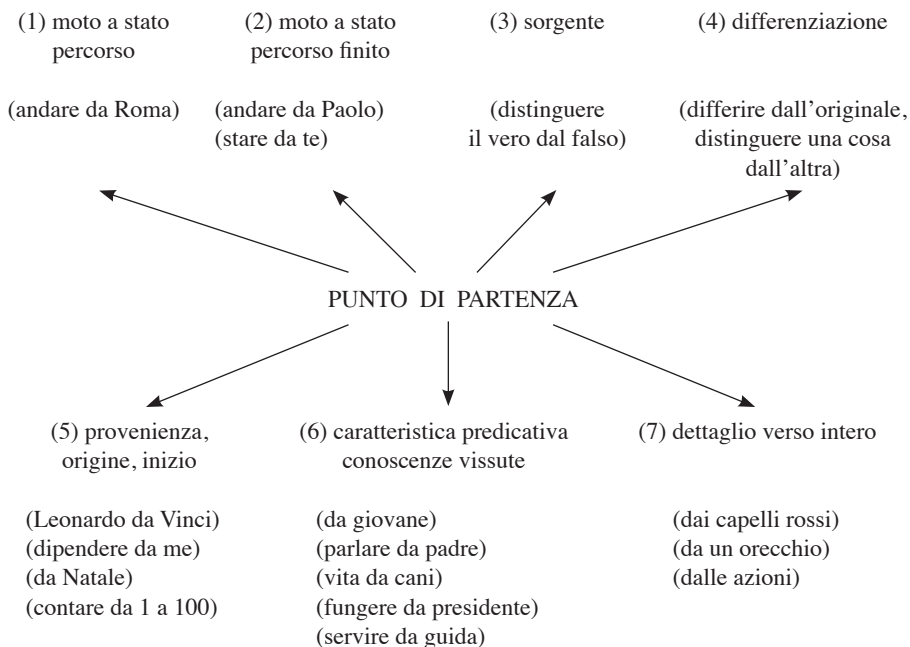 (1) moto a stato
percorso
(andare da Roma)
(2) moto a stato
percorso finito
(andare da Paolo)
(stare da te)
(3) sorgente
(distinguere
il vero dal falso)
(4) differenziazione
(differire dall'originale,
distinguere una cosa
dall'altra)
PUNTO DI PARTENZA
(5) provenienza,
origine, inizio
(Leonardo da Vinci)
(dipendere da me)
(da Natale)
(contare da 1 a 100)
(6) caratteristica predicativa
conoscenze vissute
(da giovane)
(parlare da padre)
(vita da cani)
(fungere da presidente)
(servire da guida)
(7) dettaglio verso intero
(dai capelli rossi)
(da un orecchio)
(dalle azioni)